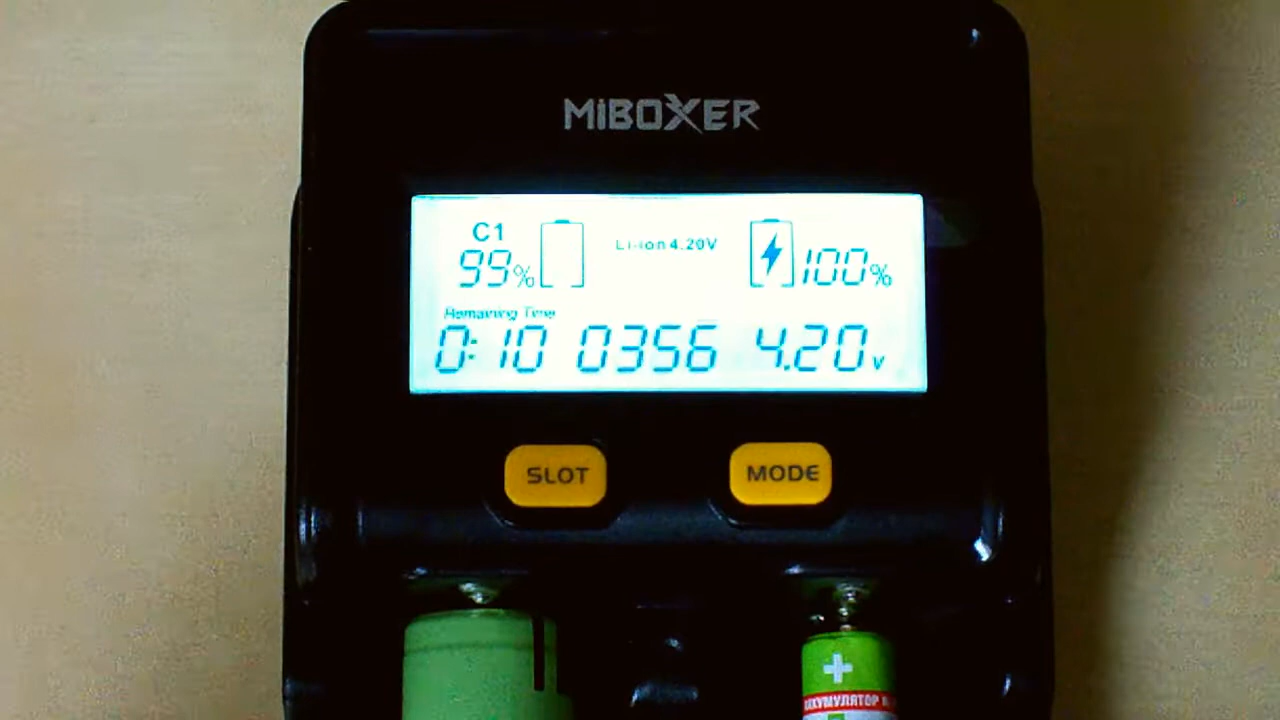 MiBOXER
C1
99%
Li-ion 4.20V
100%
Remaining Time
0:10 0356 4.20v
SLOT
MODE
+
АККУМУЛЯТОР